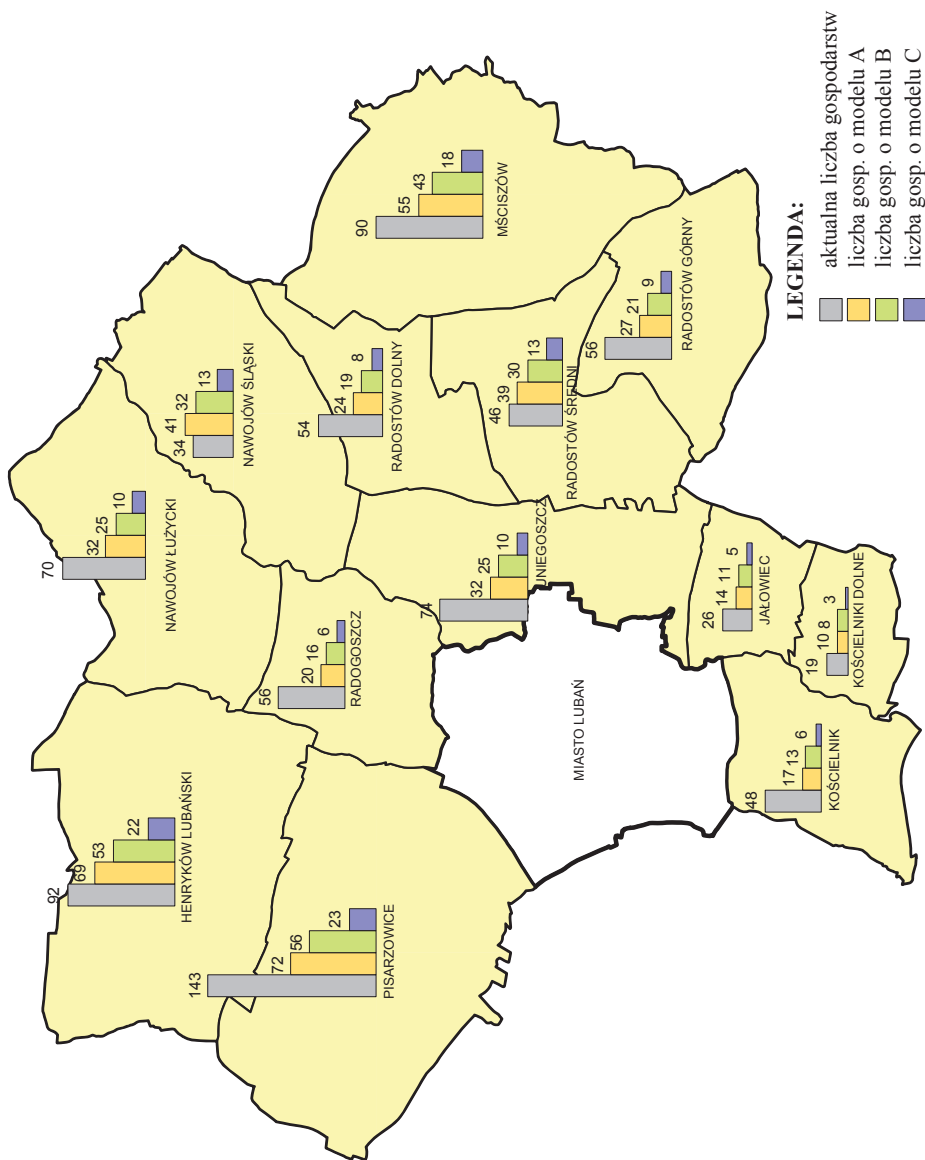 92
69
53
22
HENRYKÓW LUBAŃSKI
143
72
56
23
PISARZOWICE
70
32
25
10
NAWOJÓW ŁUŻYCKI
56
20
16
6
RADOGOSZCZ
34
41
32
13
NAWOJÓW ŚLĄSKI
54
24
19
8
RADOSTÓW DOLNY
74
32
25
10
UNIEGOSZCZ
90
55
43
18
MŚCISZÓW
46
39
30
13
RADOSTÓW ŚREDNI
56
27
21
9
RADOSTÓW GÓRNY
MIASTO LUBAŃ
26
14
11
5
JAŁOWIEC
19
10
8
3
KOŚCIELNIKI DOLNE
48
17
13
6
KOŚCIELNIK
LEGENDA:
aktualna liczba gospodarstw
liczba gosp. o modelu A
liczba gosp. o modelu B
liczba gosp. o modelu C